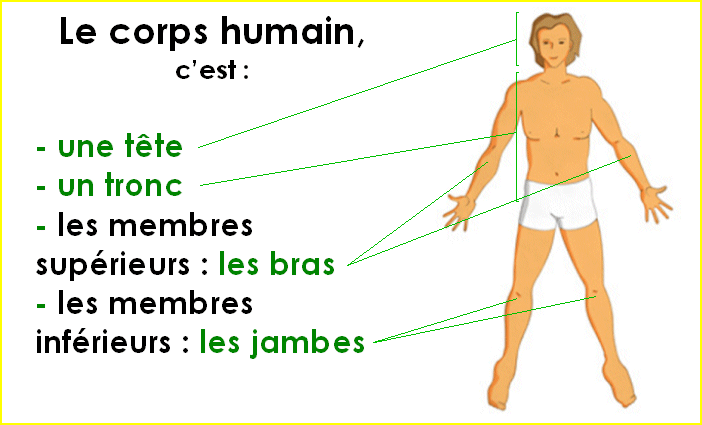 Le corps humain,
c'est :
- une tête
- un tronc
- les membres
supérieurs : les bras
- les membres
inférieurs : les jambes